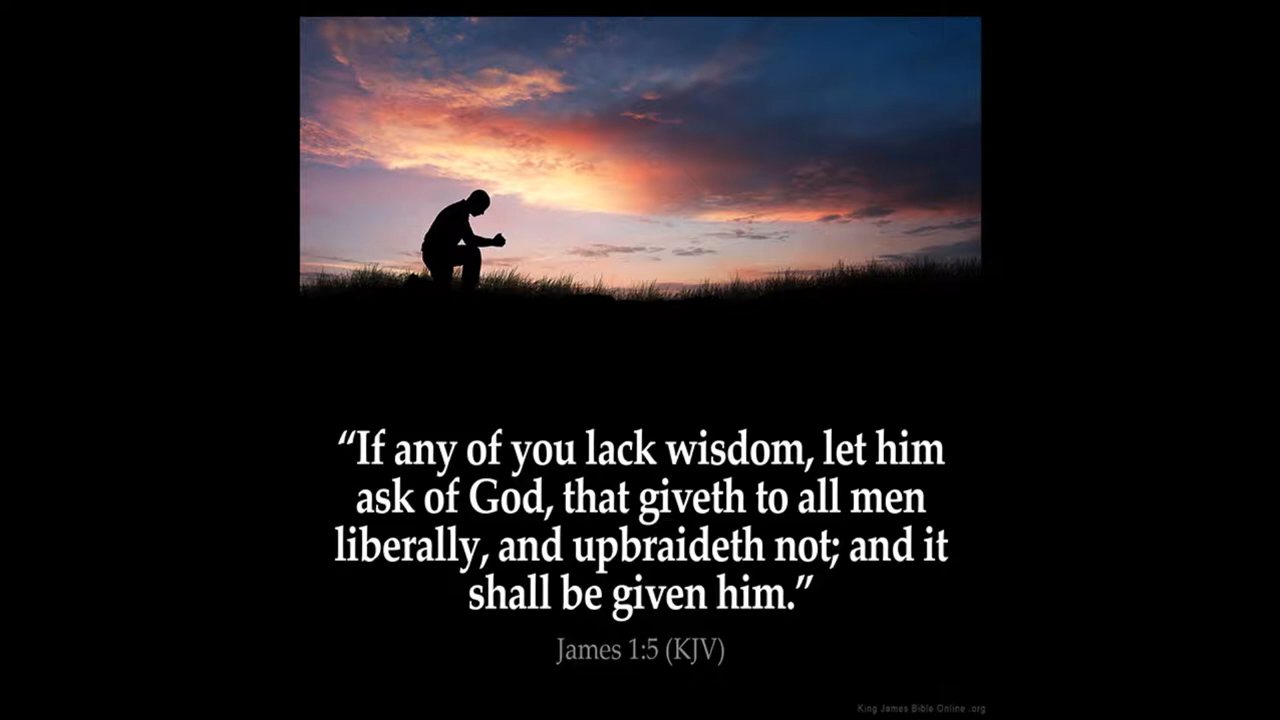 “If any of you lack wisdom, let him
ask of God, that giveth to all men
liberally, and upbraideth not; and it
shall be given him.”
James 1:5 (KJV)
King James Bible Online .org